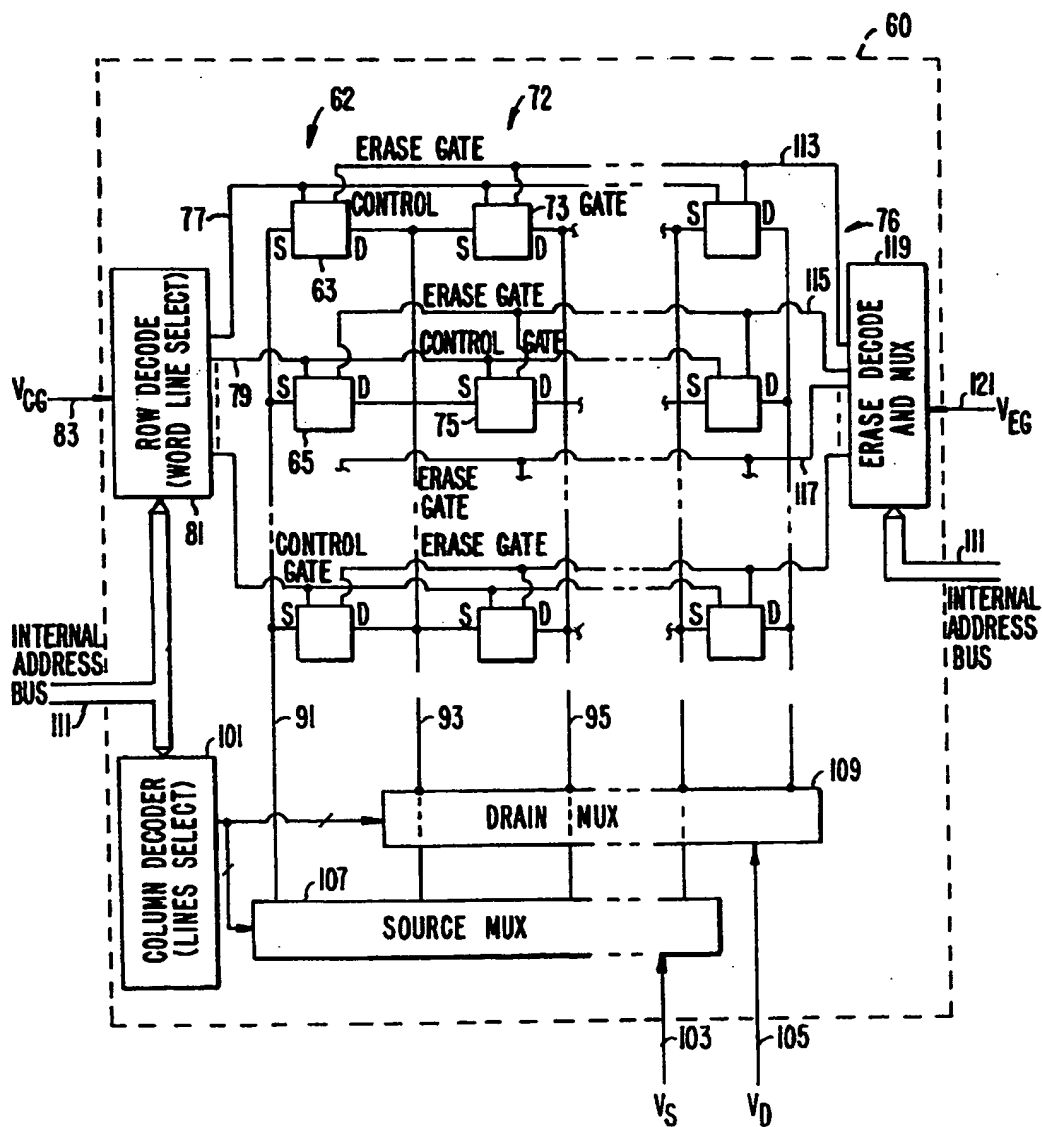 60
62
72
ERASE GATE
113
77
CONTROL
73
GATE
76
S
D
S
S
D
119
63
ERASE GATE
115
CONTROL GATE
79
S
D
S
S
D
V_CG
83
ROW DECODE
(WORD LINE SELECT)
ERASE DECODE
AND MUX
121
V_EG
65
75
ERASE
GATE
117
81
CONTROL
GATE
ERASE GATE
111
S
D
S
D
S
D
INTERNAL
ADDRESS
BUS
INTERNAL
ADDRESS
BUS
111
101
91
93
95
109
COLUMN DECODER
(LINES SELECT)
DRAIN MUX
107
SOURCE MUX
103
105
V_S
V_D